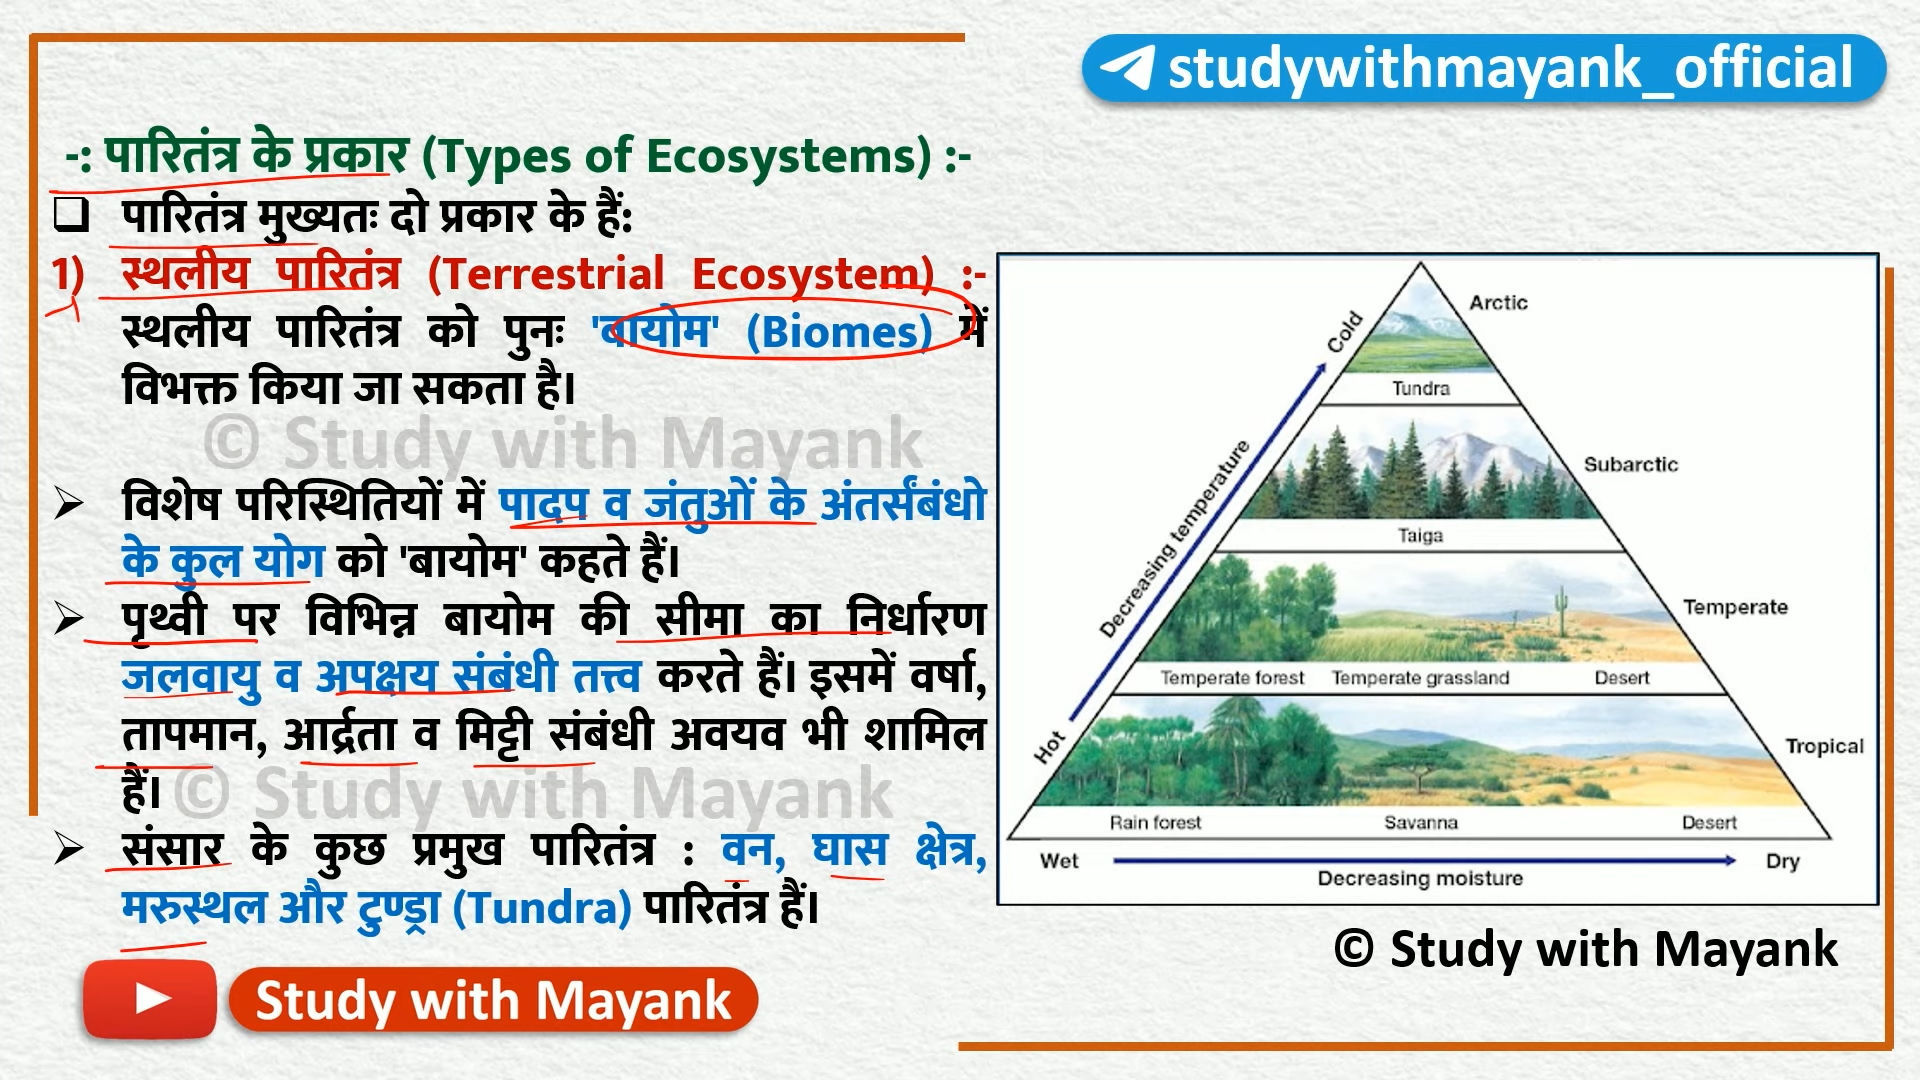 studywithmayank_official
-: पारितंत्र के प्रकार (Types of Ecosystems) :-
❑ पारितंत्र मुख्यतः दो प्रकार के हैं:
1) स्थलीय पारितंत्र (Terrestrial Ecosystem) :-
स्थलीय पारितंत्र को पुनः 'बायोम' (Biomes) में
विभक्त किया जा सकता है।
© Study with Mayank
➢ विशेष परिस्थितियों में पादप व जंतुओं के अंतर्संबंधो
के कुल योग को 'बायोम' कहते हैं।
➢ पृथ्वी पर विभिन्न बायोम की सीमा का निर्धारण
जलवायु व अपक्षय संबंधी तत्त्व करते हैं। इसमें वर्षा,
तापमान, आर्द्रता व मिट्टी संबंधी अवयव भी शामिल
हैं।
© Study with Mayank
➢ संसार के कुछ प्रमुख पारितंत्र : वन, घास क्षेत्र,
मरुस्थल और टुण्ड्रा (Tundra) पारितंत्र हैं।
Study with Mayank
Arctic
Cold
Tundra
Subarctic
Decreasing temperature
Taiga
Temperate
Temperate forest Temperate grassland Desert
Hot
Tropical
Rain forest Savanna Desert
Wet Dry
Decreasing moisture
© Study with Mayank